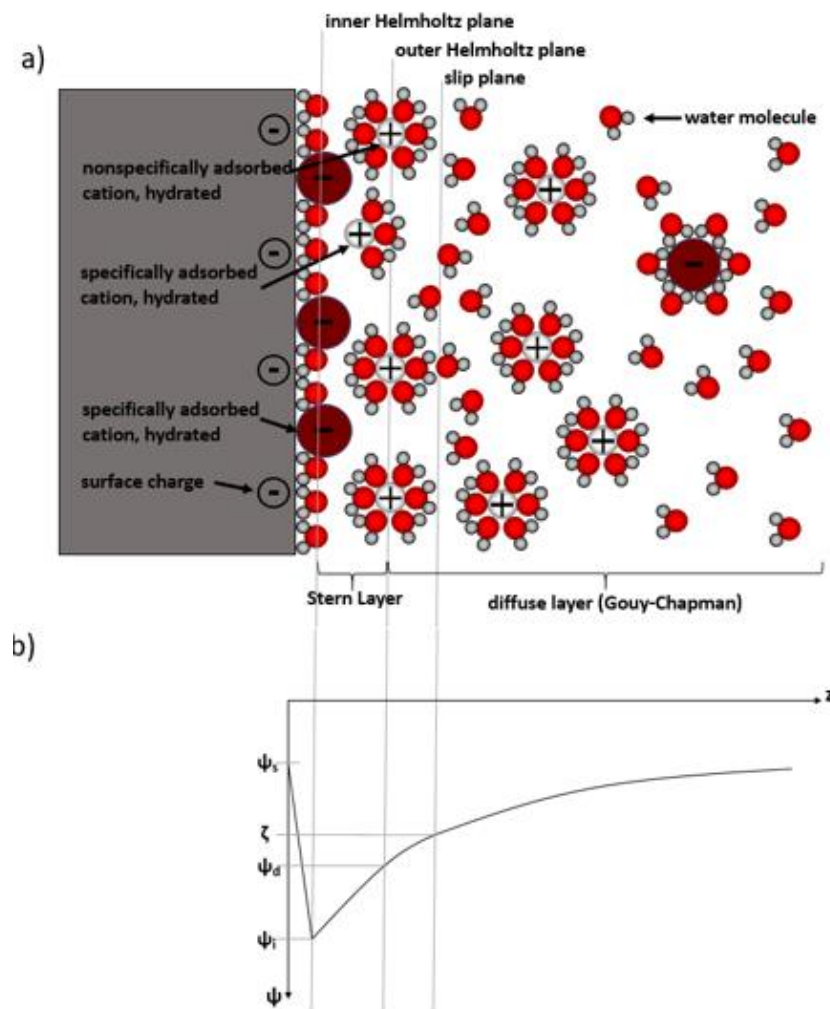 inner Helmholtz plane
a)
outer Helmholtz plane
slip plane
water molecule
nonspecifically adsorbed
cation, hydrated
specifically adsorbed
cation, hydrated
specifically adsorbed
cation, hydrated
surface charge
- - - -
- - - -
+ + + +
+ + + +
Stern Layer
diffuse layer (Gouy-Chapman)
b)
z
ψs
ζ
ψd
ψi
ψ